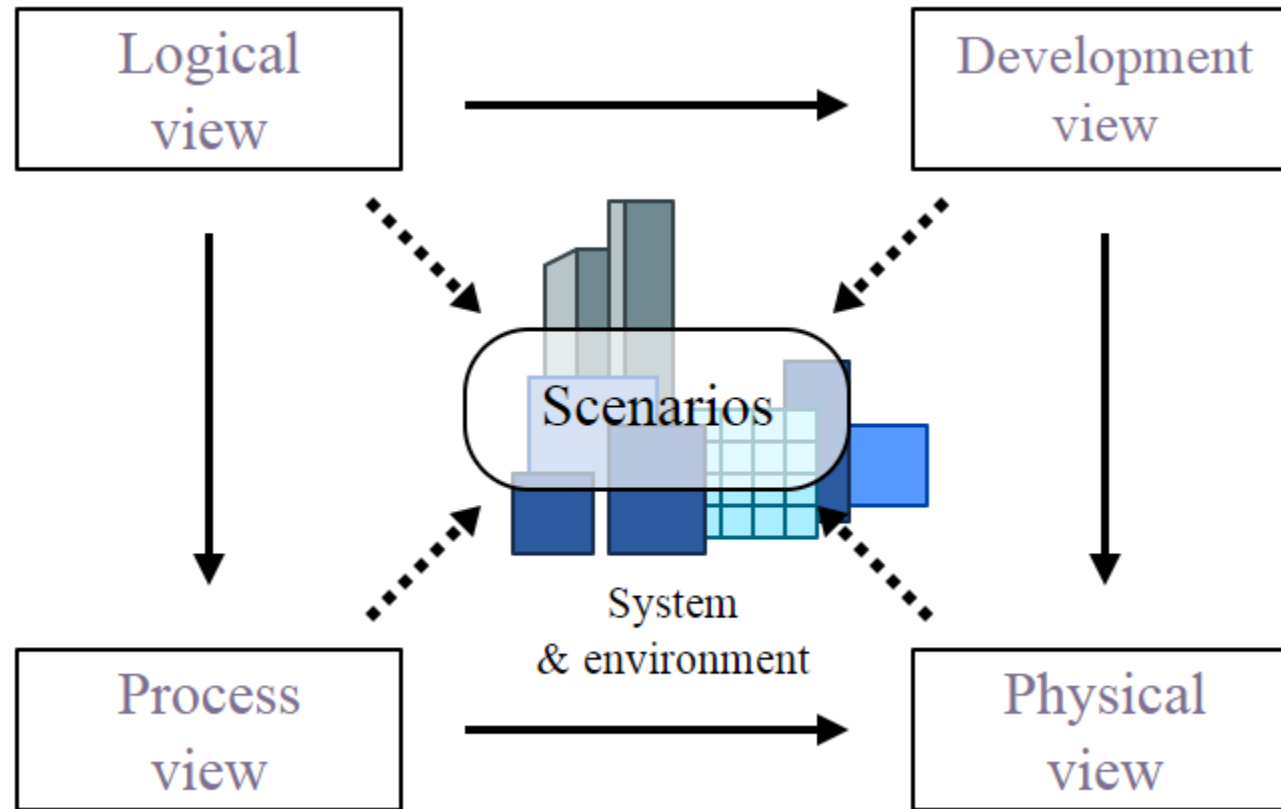 Logical
view
Development
view
Scenarios
System
& environment
Process
view
Physical
view